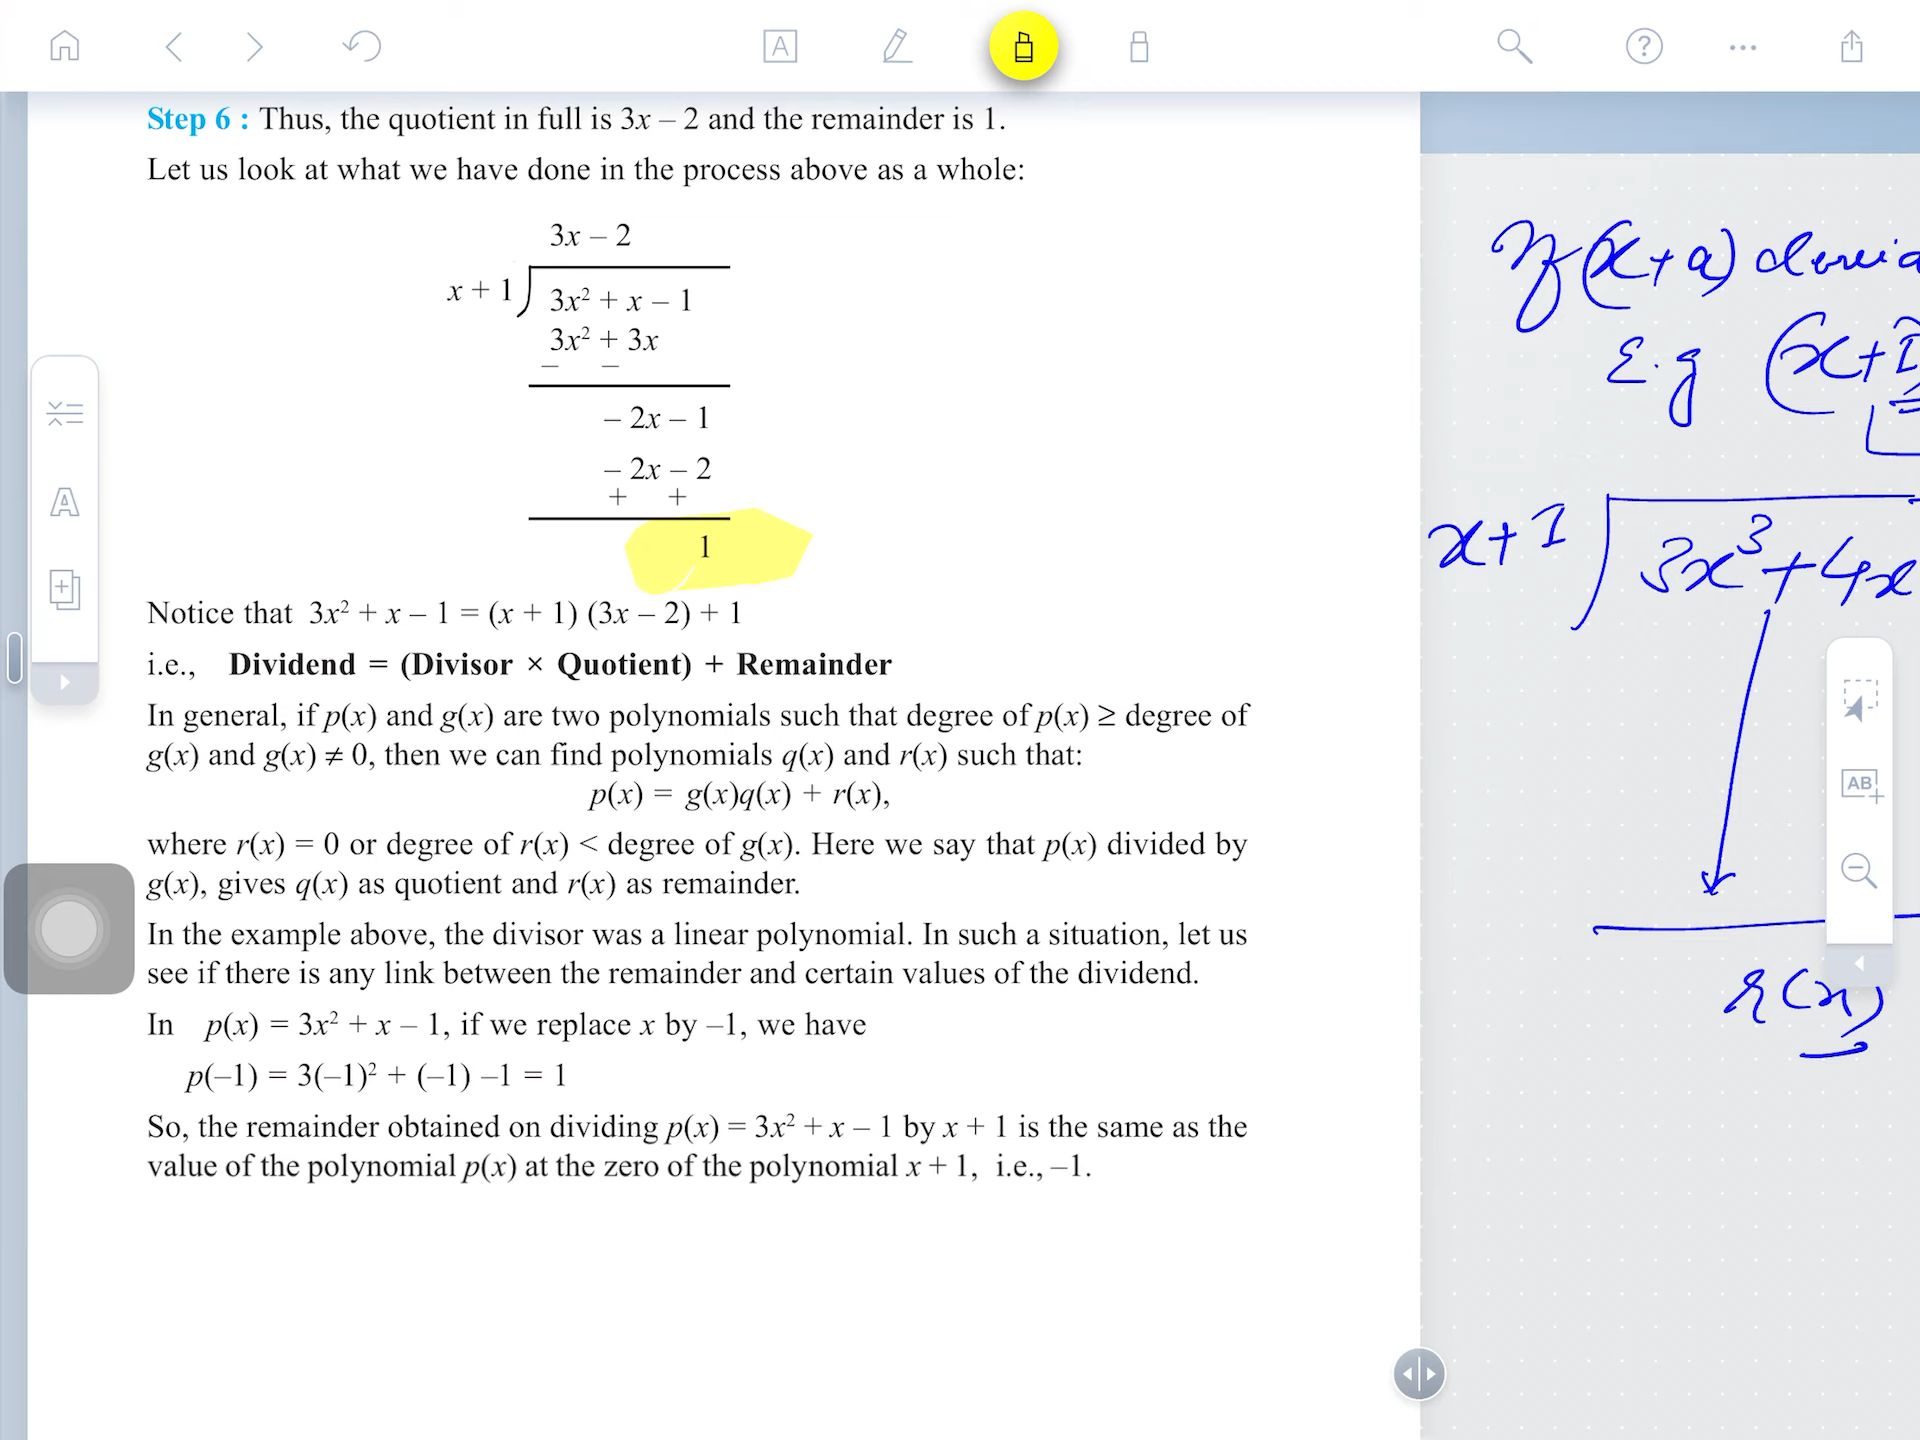 A
Step 6 : Thus, the quotient in full is 3x – 2 and the remainder is 1.
Let us look at what we have done in the process above as a whole:
3x – 2
x + 1 3x² + x – 1
3x² + 3x
– –
– 2x – 1
– 2x – 2
+ +
1
Notice that 3x² + x – 1 = (x + 1) (3x – 2) + 1
i.e., Dividend = (Divisor × Quotient) + Remainder
In general, if p(x) and g(x) are two polynomials such that degree of p(x) ≥ degree of
g(x) and g(x) ≠ 0, then we can find polynomials q(x) and r(x) such that:
p(x) = g(x)q(x) + r(x),
where r(x) = 0 or degree of r(x) < degree of g(x). Here we say that p(x) divided by
g(x), gives q(x) as quotient and r(x) as remainder.
In the example above, the divisor was a linear polynomial. In such a situation, let us
see if there is any link between the remainder and certain values of the dividend.
In p(x) = 3x² + x – 1, if we replace x by –1, we have
p(–1) = 3(–1)² + (–1) –1 = 1
So, the remainder obtained on dividing p(x) = 3x² + x – 1 by x + 1 is the same as the
value of the polynomial p(x) at the zero of the polynomial x + 1, i.e., –1.
If (x+a)
E.g (x+1
x+1 3x³+4x
r(x)
A
AB